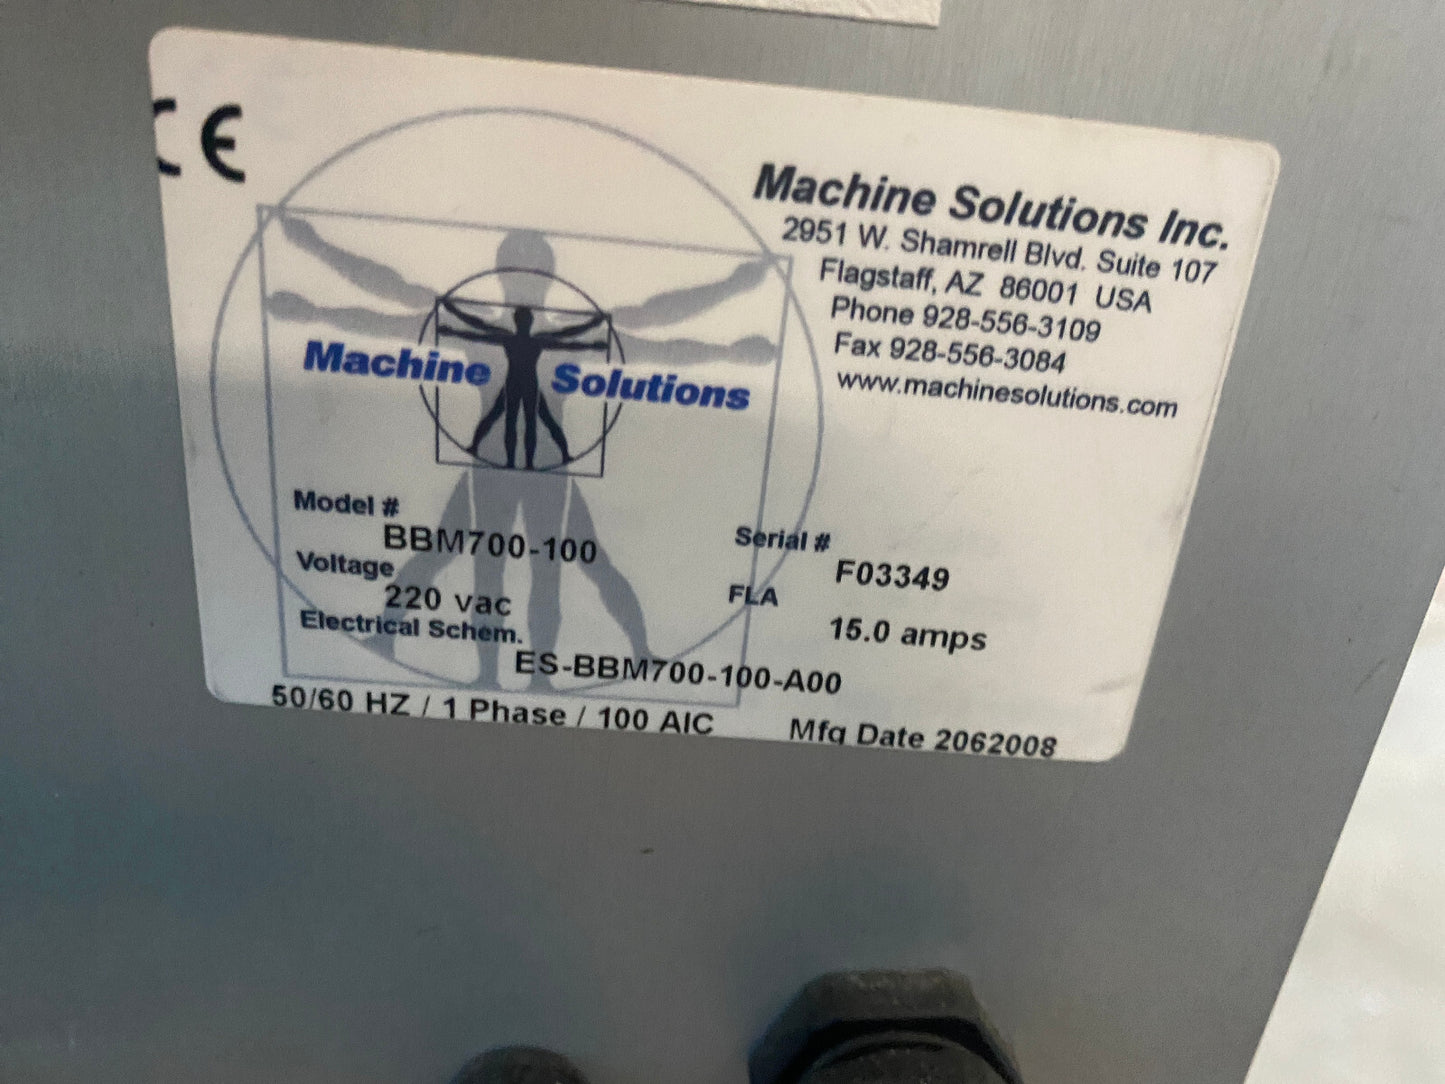 CE
Machine Solutions Inc.
2951 W. Shamrell Blvd. Suite 107
Flagstaff, AZ 86001 USA
Phone 928-556-3109
Fax 928-556-3084
www.machinesolutions.com
Machine Solutions
Model #
BBM700-100
Serial #
F03349
Voltage
220 vac
FLA
15.0 amps
Electrical Schem.
ES-BBM700-100-A00
50/60 HZ / 1 Phase / 100 AIC
Mfg Date 2062008